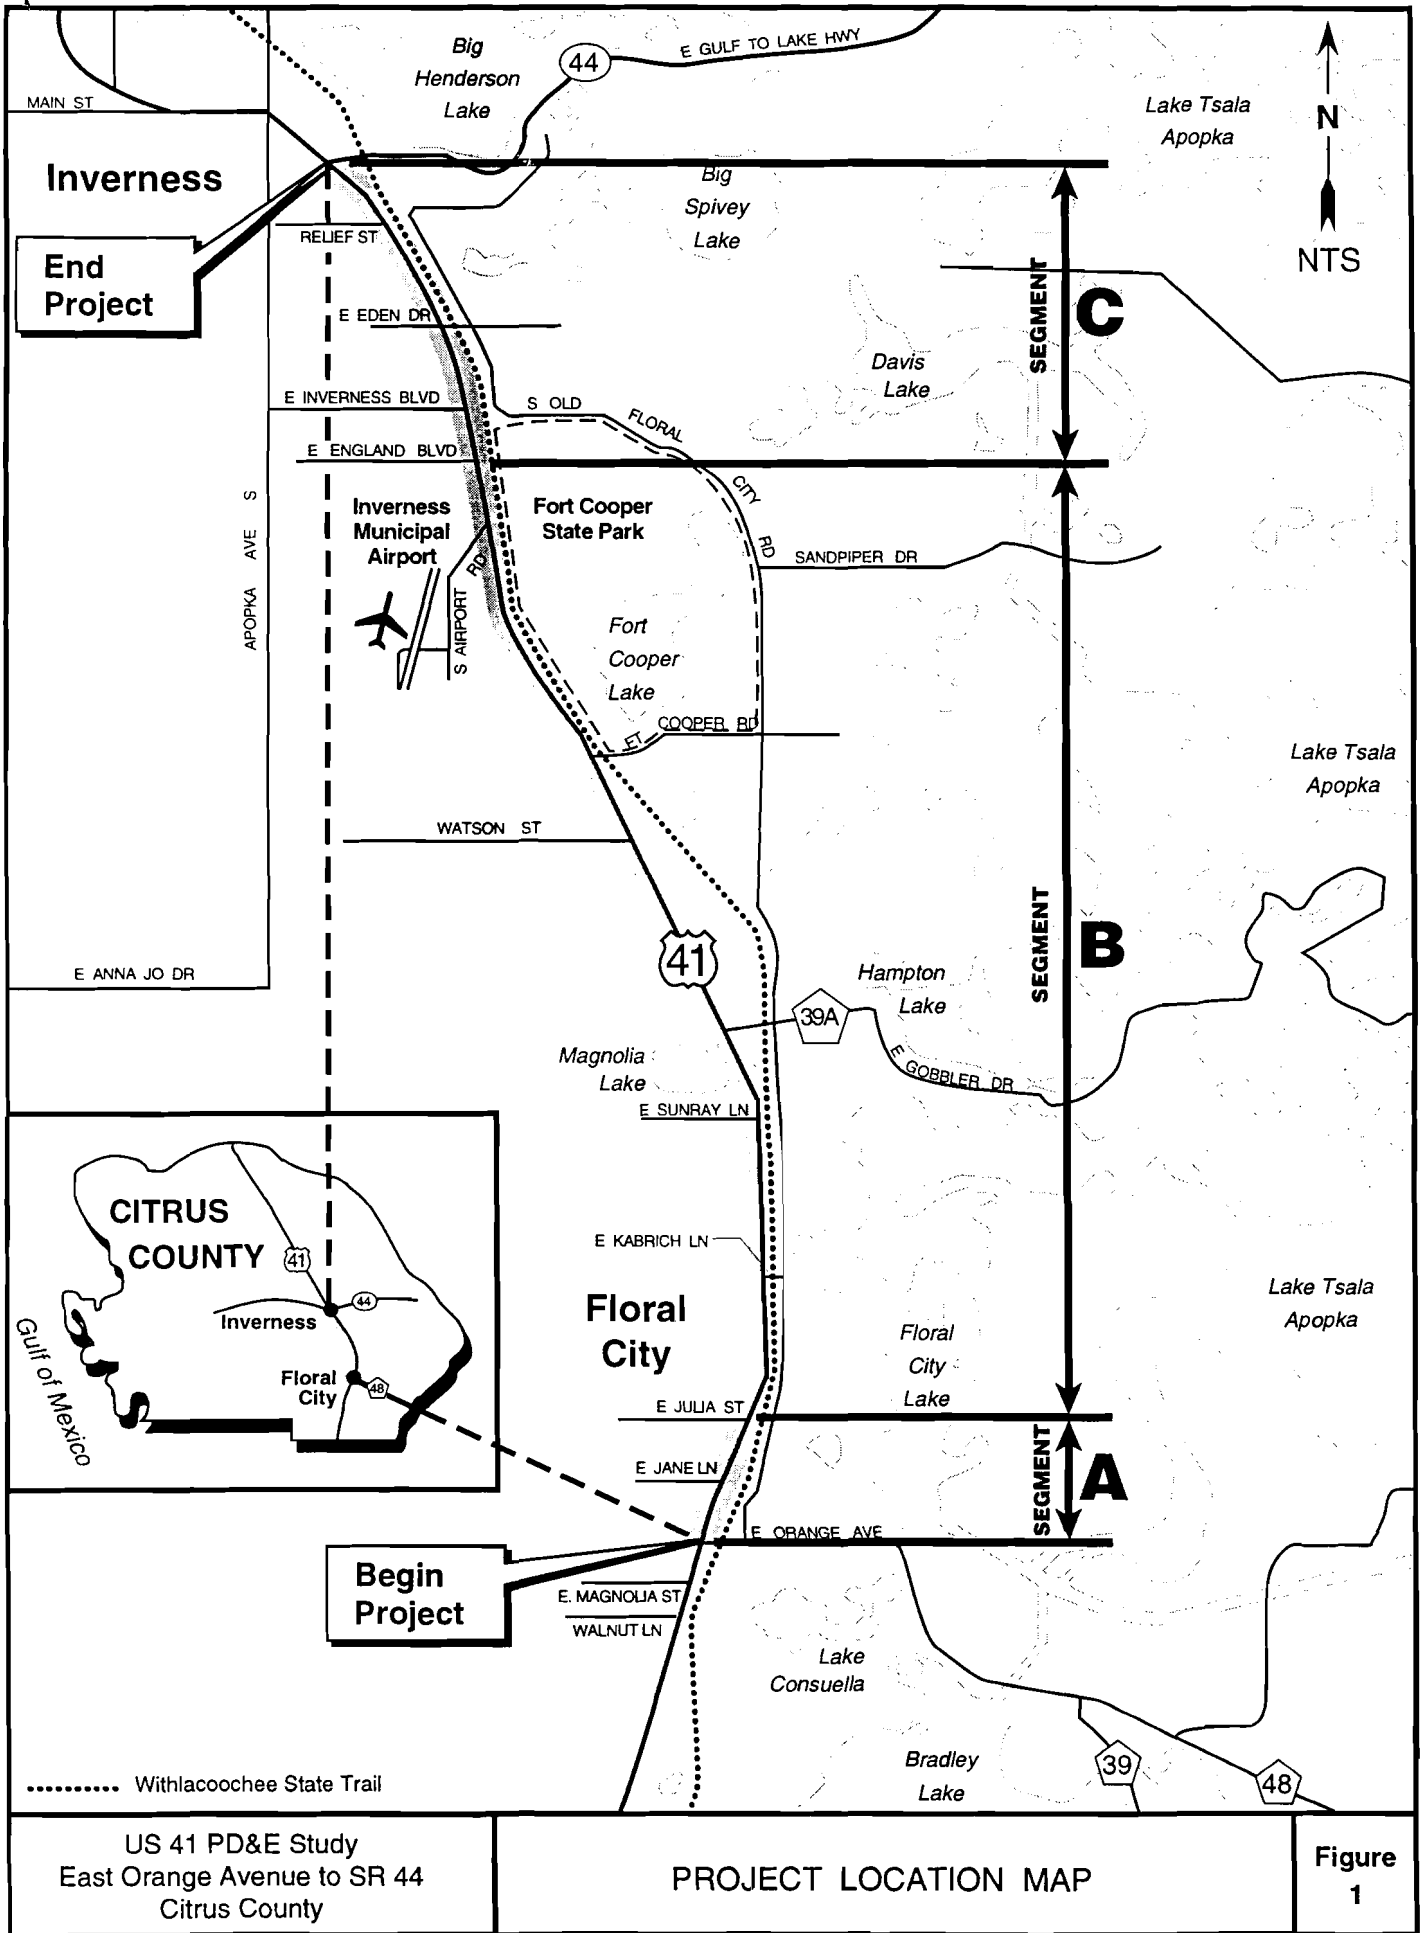 Big
Henderson
Lake
44
E GULF TO LAKE HWY
MAIN ST
Lake Tsala
Apopka
N
NTS
Inverness
Big
Spivey
Lake
RELIEF ST
End
Project
SEGMENT
C
E EDEN DR
Davis
Lake
E INVERNESS BLVD
S OLD FLORAL CITY RD
E ENGLAND BLVD
APOPKA AVE S
Inverness
Municipal
Airport
Fort Cooper
State Park
S AIRPORT RD
SANDPIPER DR
Fort
Cooper
Lake
FT COOPER RD
Lake Tsala
Apopka
WATSON ST
41
SEGMENT
B
E ANNA JO DR
Hampton
Lake
39A
Magnolia
Lake
E GOBBLER DR
E SUNRAY LN
CITRUS
COUNTY
41
44
Inverness
Floral
City
48
Gulf of Mexico
E KABRICH LN
Floral
City
Lake Tsala
Apopka
Floral
City
Lake
E JULIA ST
SEGMENT
A
E JANE LN
E ORANGE AVE
Begin
Project
E. MAGNOLIA ST
WALNUT LN
Lake
Consuella
Bradley
Lake
39
48
Withlacoochee State Trail
US 41 PD&E Study
East Orange Avenue to SR 44
Citrus County
PROJECT LOCATION MAP
Figure
1